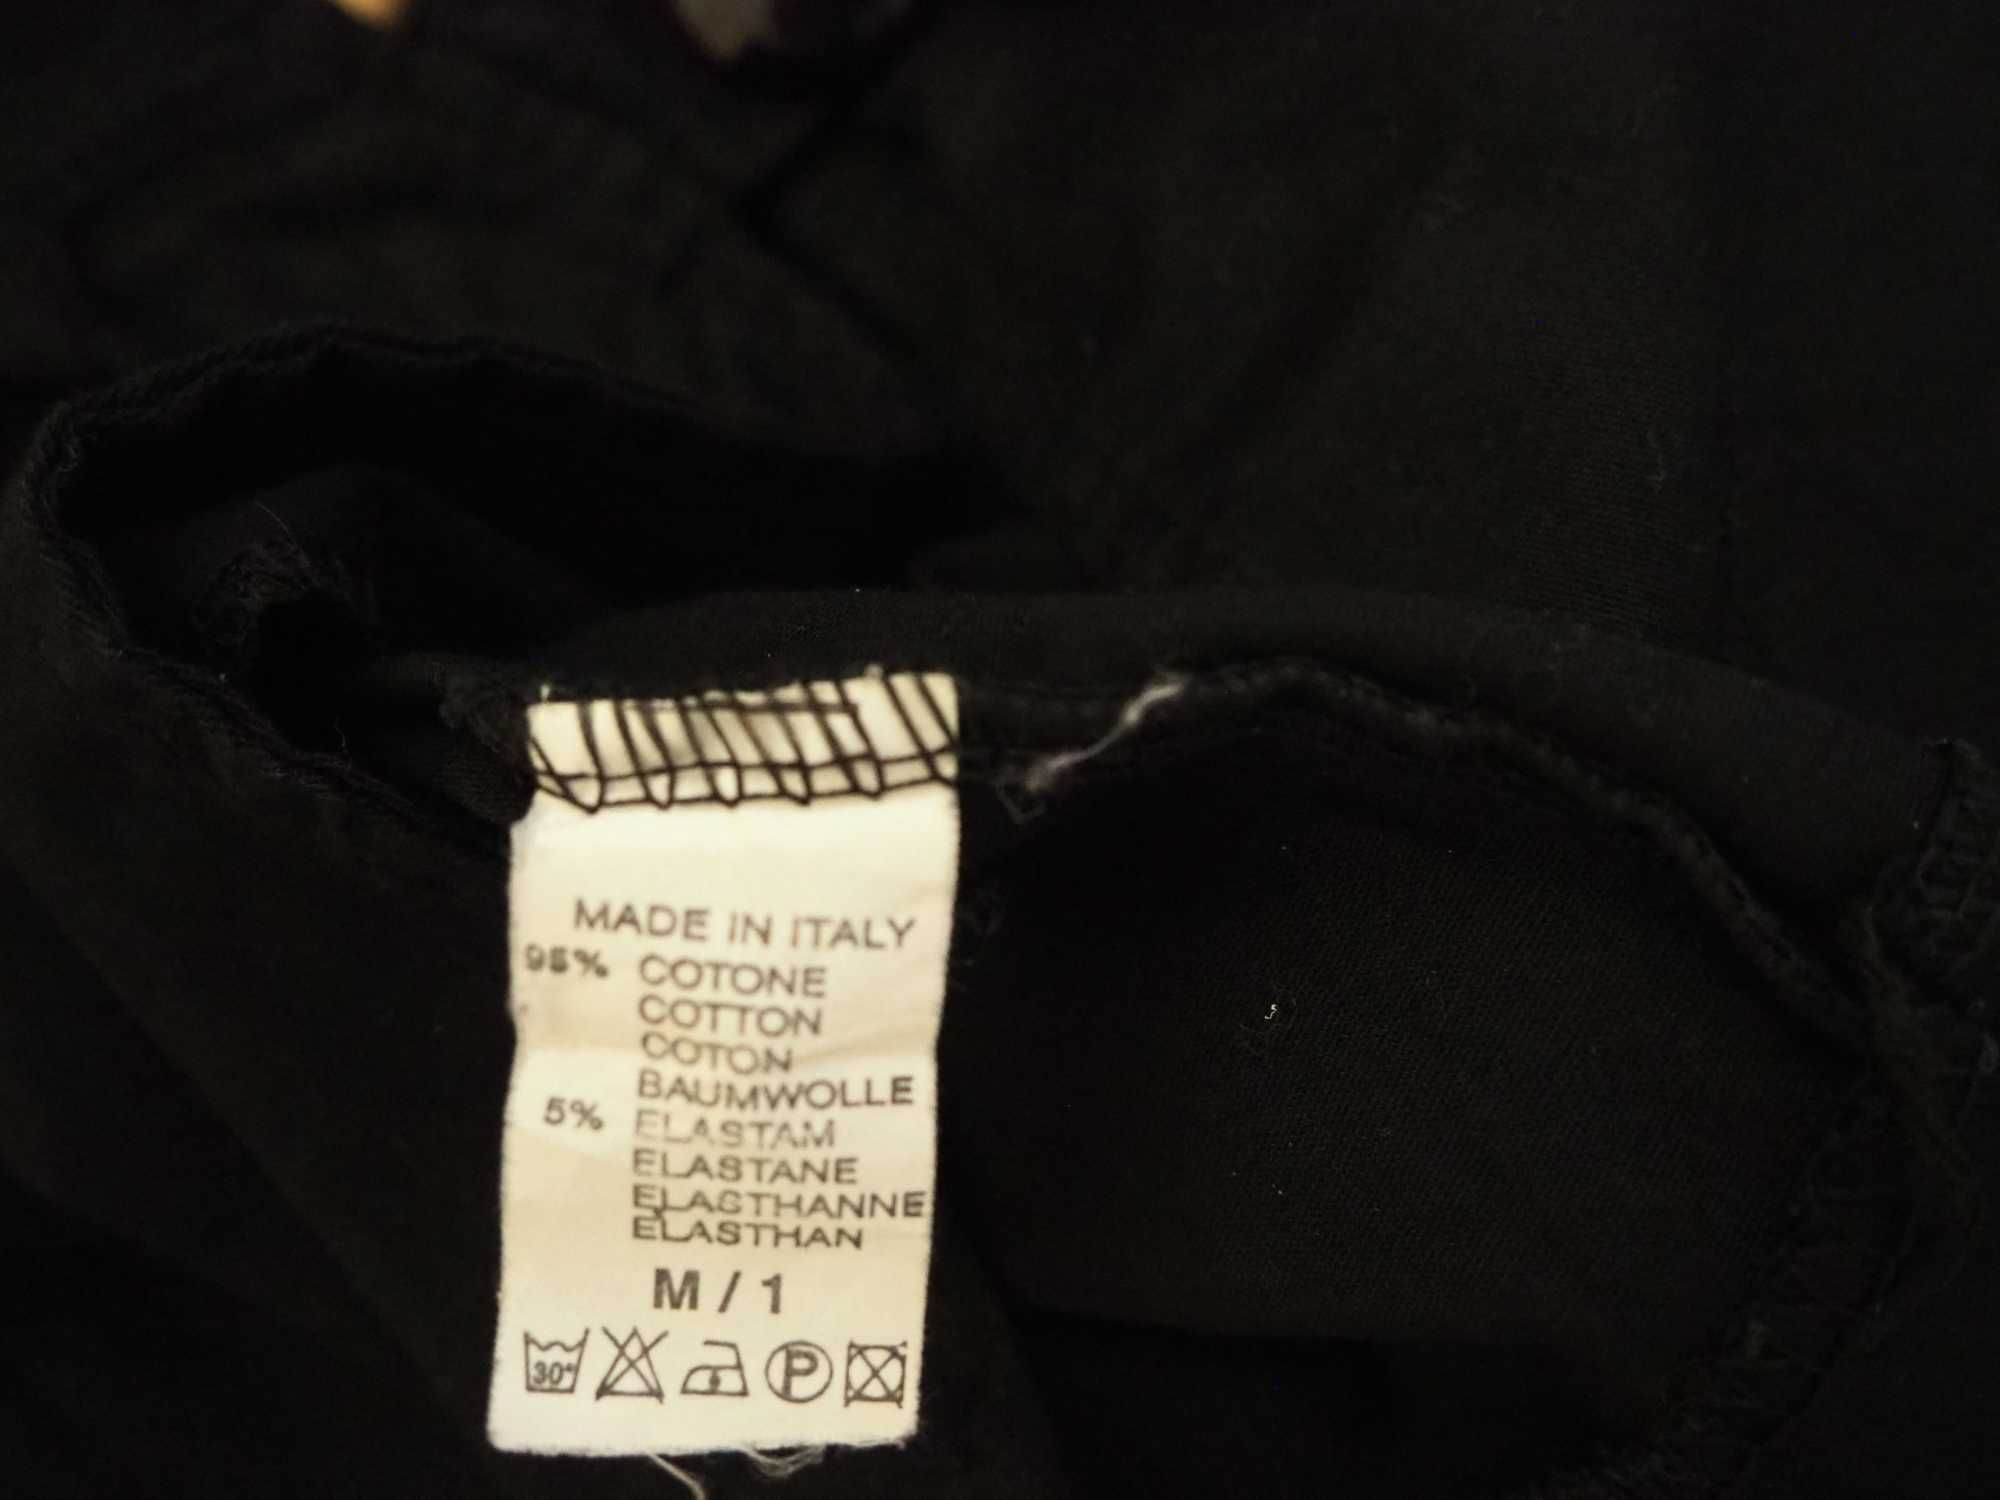 MADE IN ITALY
95% COTONE
COTTON
COTON
BAUMWOLLE
5% ELASTAM
ELASTANE
ELASTHANNE
ELASTHAN
M / 1
30° P